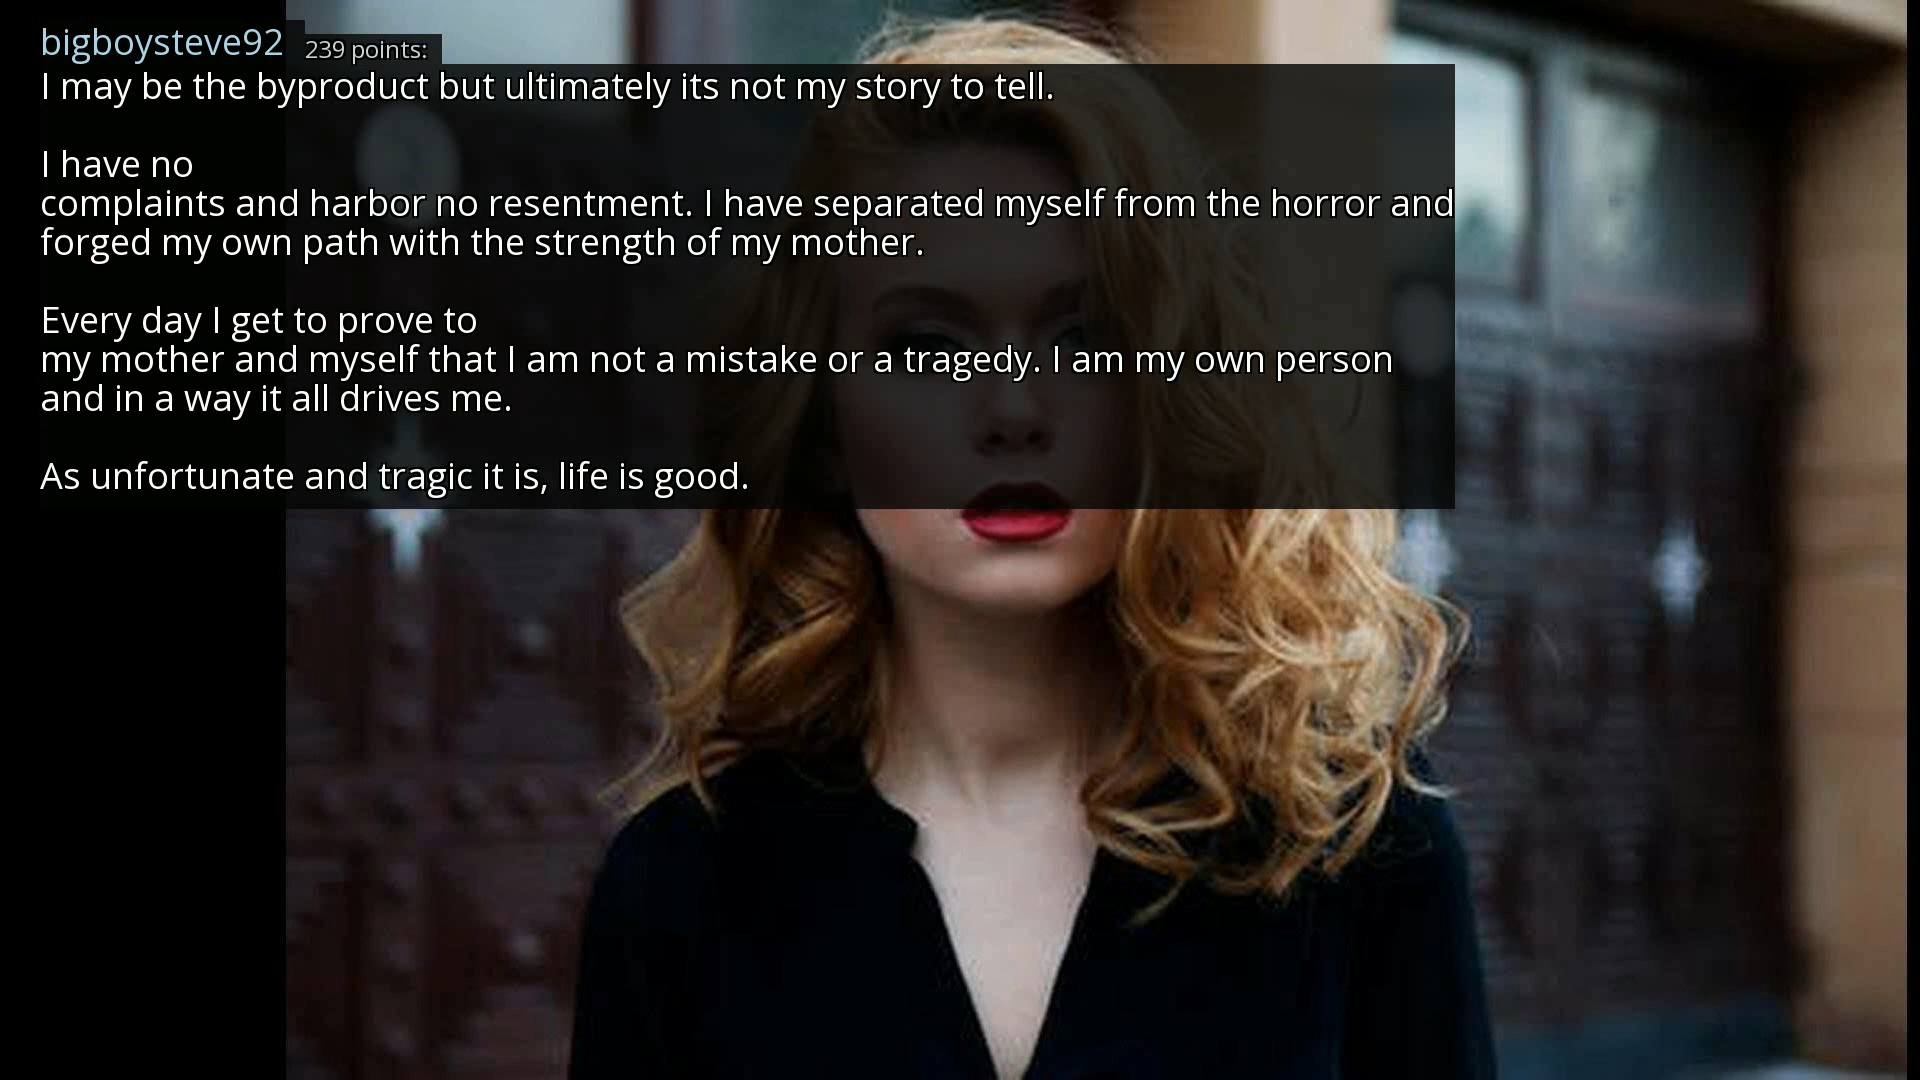 bigboysteve92 239 points:
I may be the byproduct but ultimately its not my story to tell.
I have no
complaints and harbor no resentment. I have separated myself from the horror and
forged my own path with the strength of my mother.
Every day I get to prove to
my mother and myself that I am not a mistake or a tragedy. I am my own person
and in a way it all drives me.
As unfortunate and tragic it is, life is good.